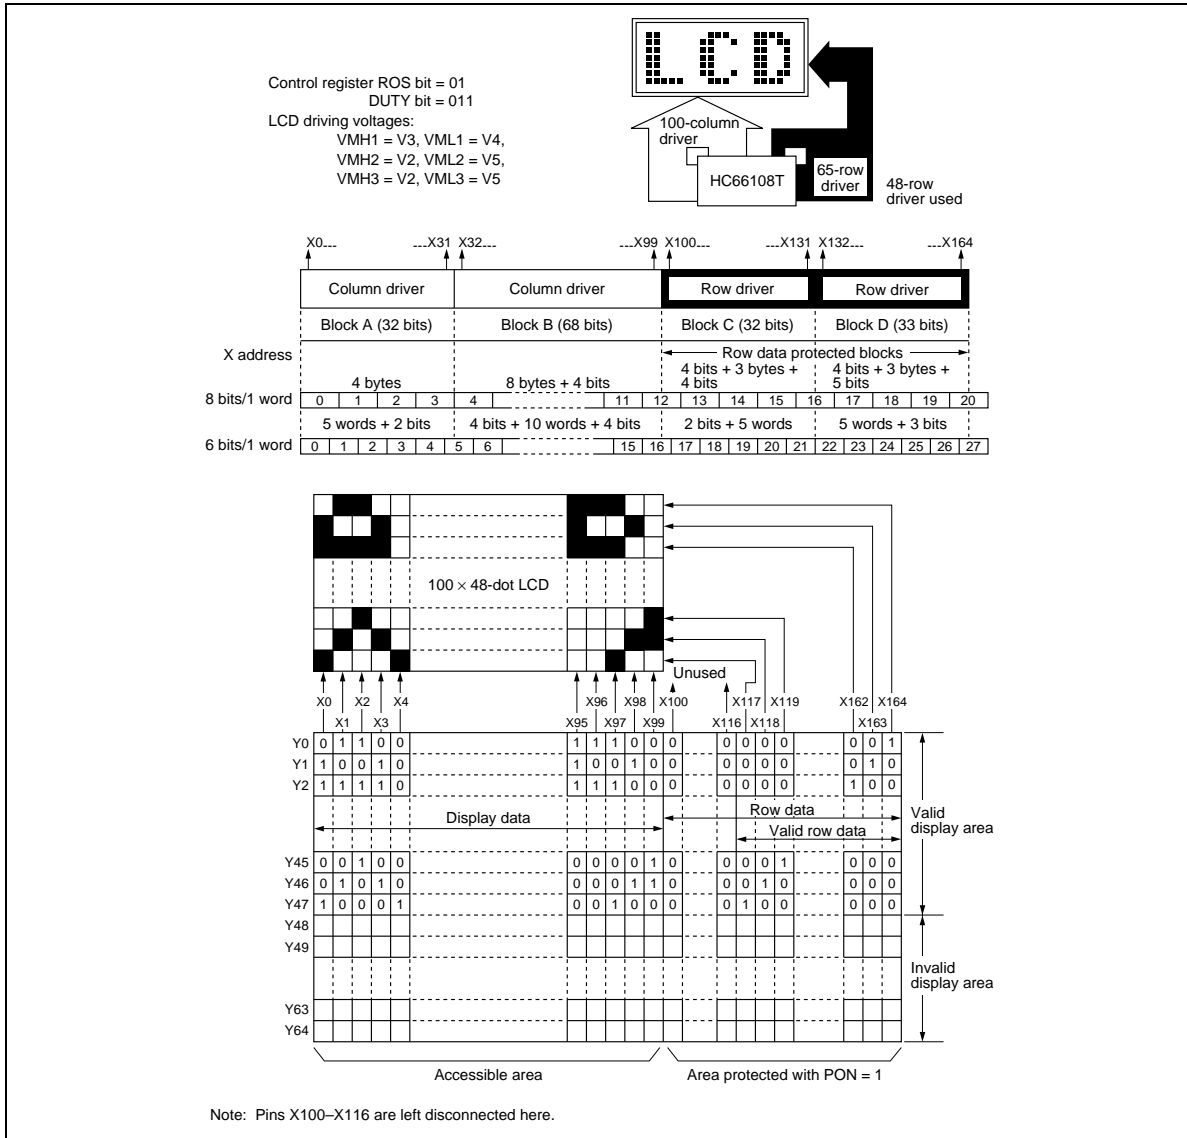 LCD
Control register ROS bit = 01
DUTY bit = 011
LCD driving voltages:
VMH1 = V3, VML1 = V4,
VMH2 = V2, VML2 = V5,
VMH3 = V2, VML3 = V5
100-column
driver
HC66108T
65-row
driver
48-row
driver used
X0--- ---X31 X32--- ---X99 X100--- ---X131 X132--- ---X164
Column driver Column driver Row driver Row driver
Block A (32 bits) Block B (68 bits) Block C (32 bits) Block D (33 bits)
X address
Row data protected blocks
4 bytes 8 bytes + 4 bits 4 bits + 3 bytes + 4 bits 4 bits + 3 bytes + 5 bits
8 bits/1 word 0 1 2 3 4 11 12 13 14 15 16 17 18 19 20
5 words + 2 bits 4 bits + 10 words + 4 bits 2 bits + 5 words 5 words + 3 bits
6 bits/1 word 0 1 2 3 4 5 6 15 16 17 18 19 20 21 22 23 24 25 26 27
100 × 48-dot LCD
Unused
X0 X2 X4 X96 X98 X100 X117 X119 X162 X164
X1 X3 X95 X97 X99 X116 X118 X163
Y0 0 1 1 0 0 1 1 1 0 0 0 0 0 0 0 0 0 1
Y1 1 0 0 1 0 1 0 0 1 0 0 0 0 0 0 0 1 0
Y2 1 1 1 1 0 1 1 1 0 0 0 0 0 0 0 1 0 0
Display data
Row data
Valid row data
Valid
display area
Y45 0 0 1 0 0 0 0 0 0 1 0 0 0 0 1 0 0 0
Y46 0 1 0 1 0 0 0 0 1 1 0 0 0 1 0 0 0 0
Y47 1 0 0 0 1 0 0 1 0 0 0 0 1 0 0 0 0 0
Y48
Y49
Invalid
display area
Y63
Y64
Accessible area
Area protected with PON = 1
Note: Pins X100–X116 are left disconnected here.